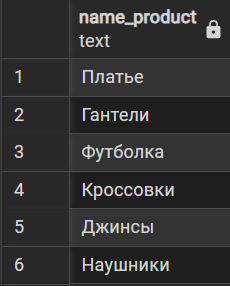 name_product
text
1 Платье
2 Гантели
3 Футболка
4 Кроссовки
5 Джинсы
6 Наушники